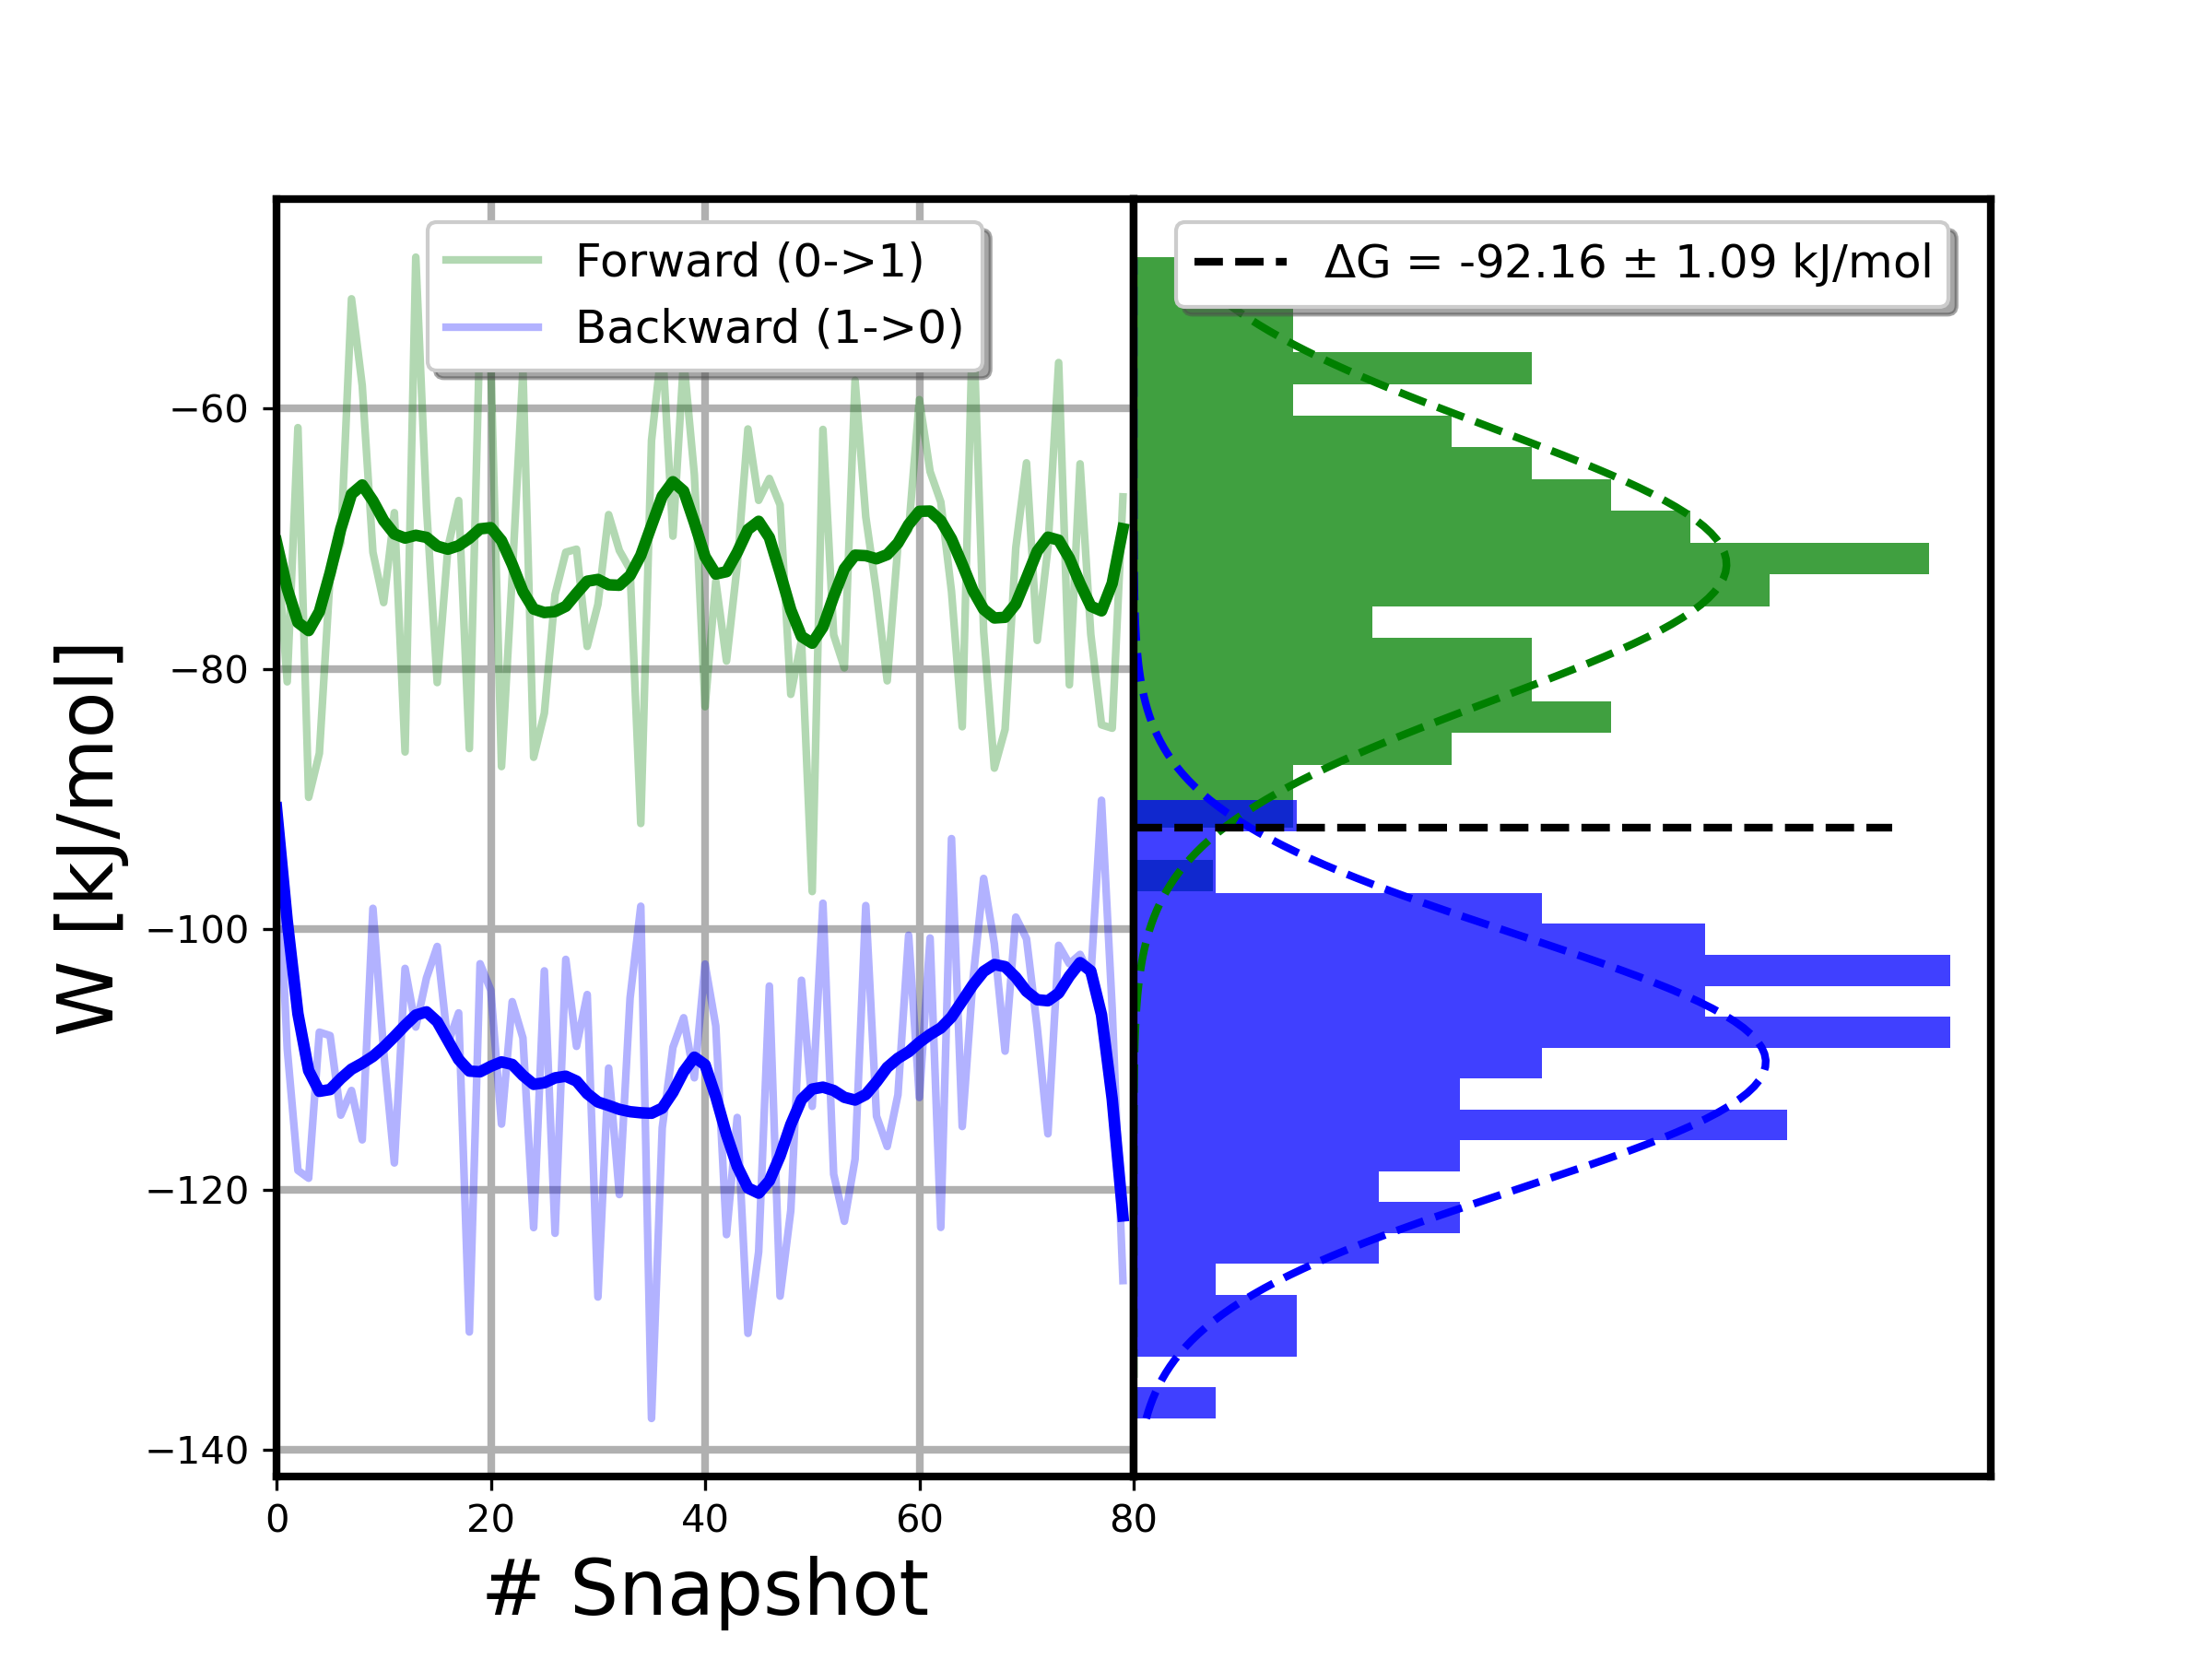 Forward (0->1)
Backward (1->0)
ΔG = -92.16 ± 1.09 kJ/mol
W [kJ/mol]
−60
−80
−100
−120
−140
0 20 40 60 80
# Snapshot